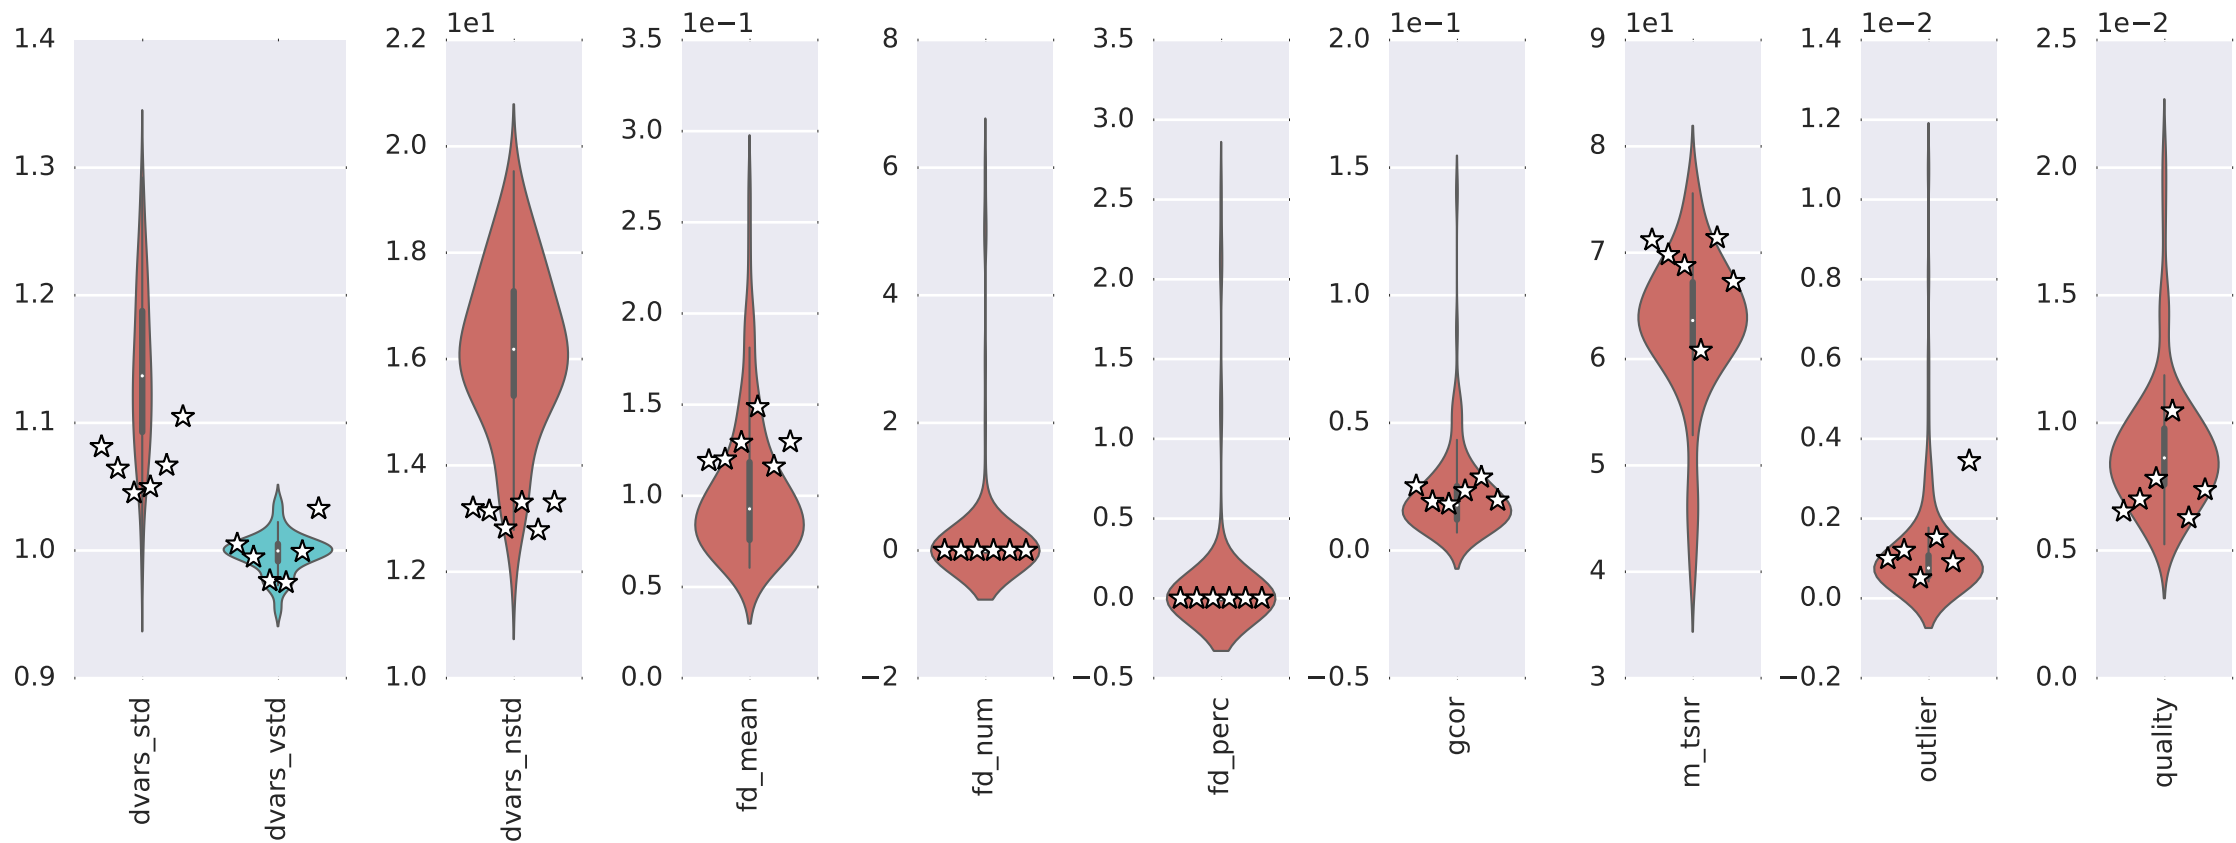 1e1 1e−1 1e−1 1e1 1e−2 1e−2
1.4 2.2 3.5 8 3.5 2.0 9 1.4 2.5
1.3 2.0 3.0 6 3.0 1.5 8 1.2 2.0
1.2 1.8 2.5 4 2.5 1.0 7 1.0 1.5
1.1 1.6 2.0 2 2.0 0.5 6 0.8 1.0
1.0 1.4 1.5 0 1.5 0.0 5 0.6 0.5
0.9 1.2 1.0 −2 1.0 −0.5 4 0.4 0.0
1.0 0.5 0.5 3 0.2
0.0 0.0 0.0
−0.5 −0.2
dvars_std
dvars_vstd
dvars_nstd
fd_mean
fd_num
fd_perc
gcor
m_tsnr
outlier
quality